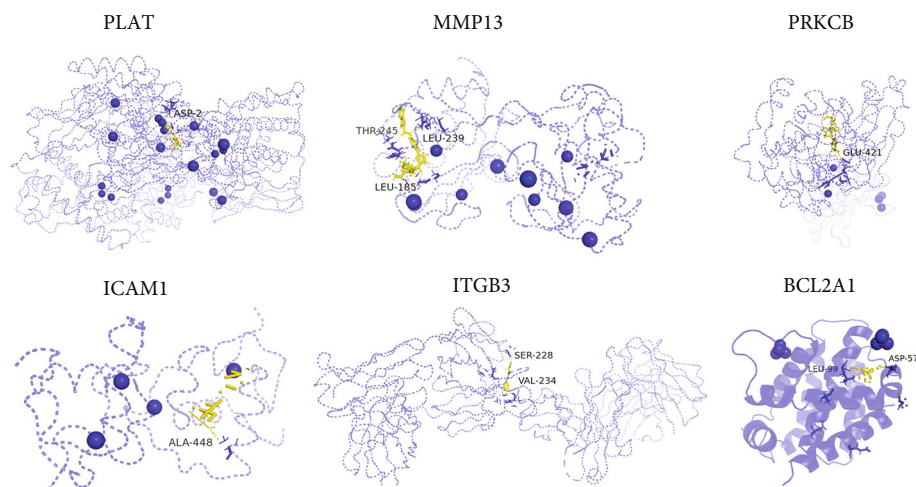 PLAT
MMP13
PRKCB
ASP-2
THR-245
LEU-239
LEU-185
GLU-421
ICAM1
ITGB3
BCL2A1
ALA-448
SER-228
VAL-234
LEU-99
ASP-57